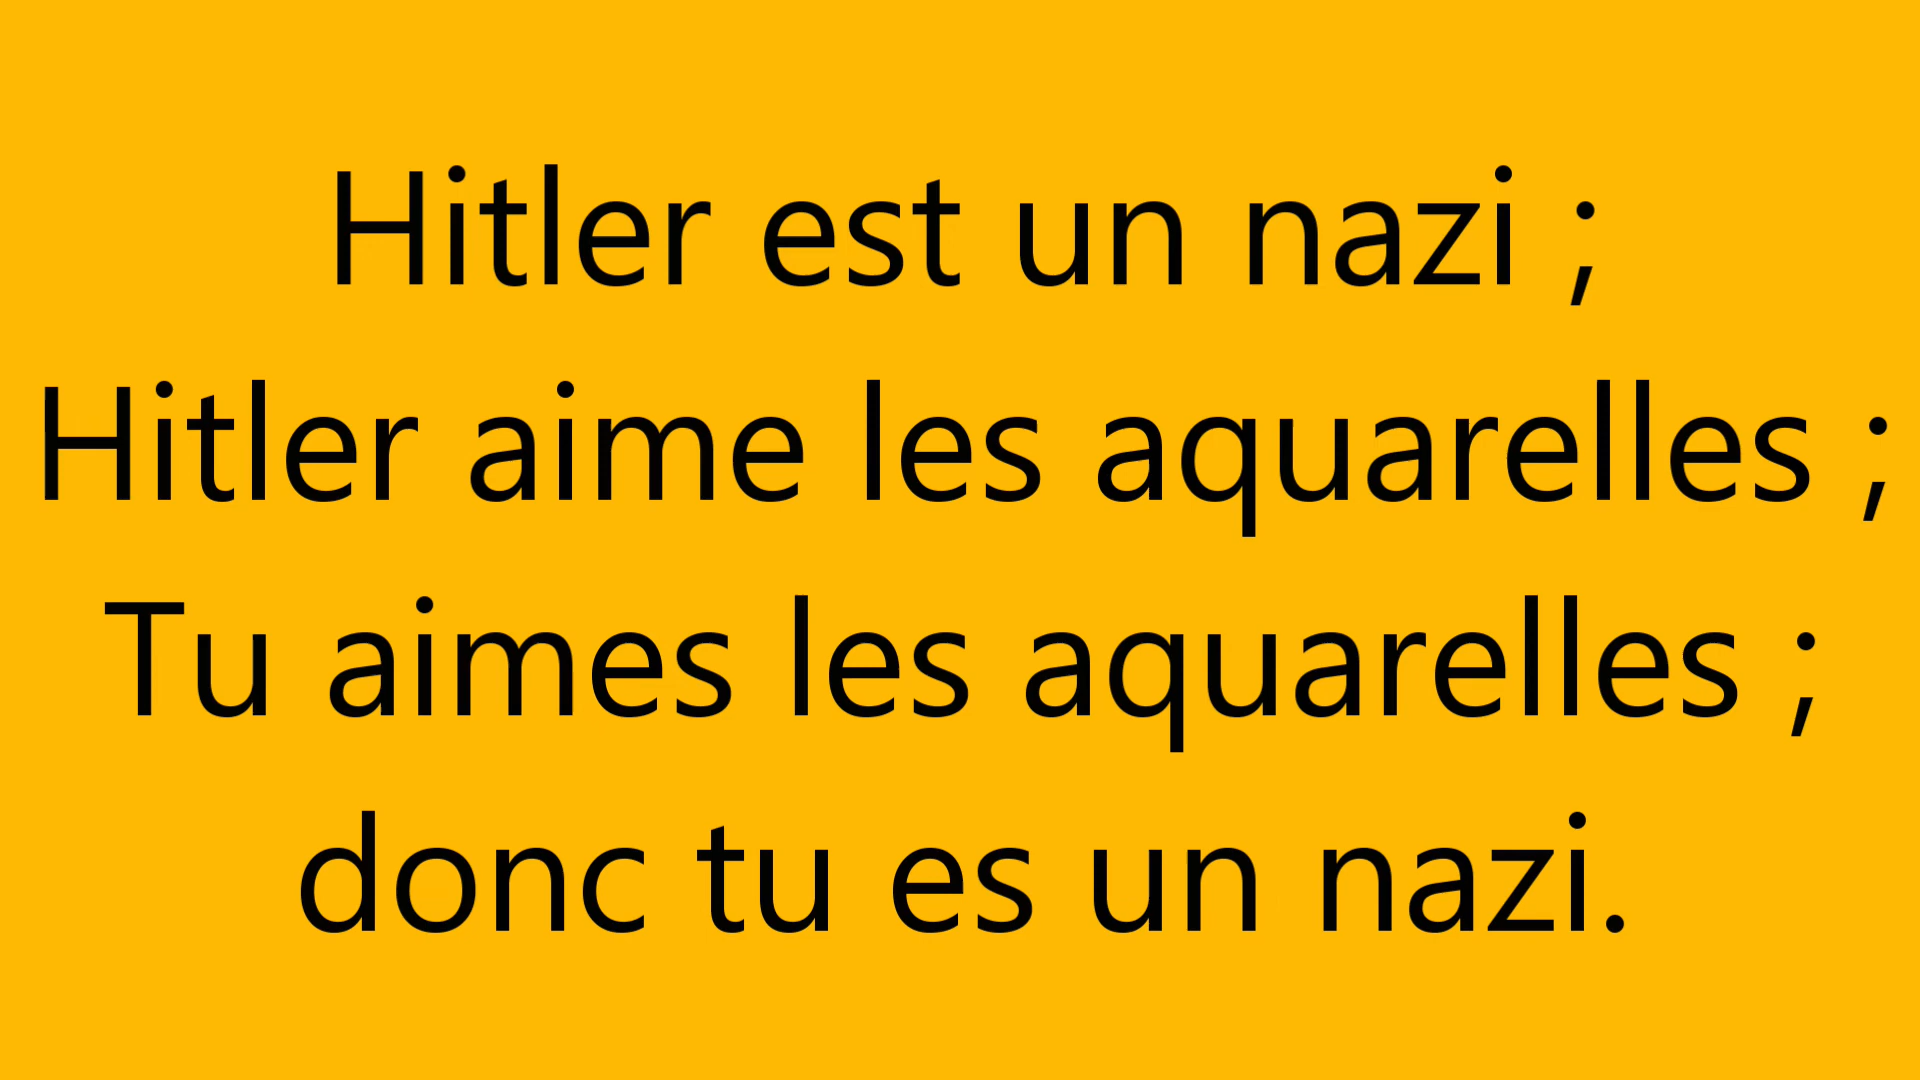 Hitler est un nazi ;
Hitler aime les aquarelles ;
Tu aimes les aquarelles ;
donc tu es un nazi.